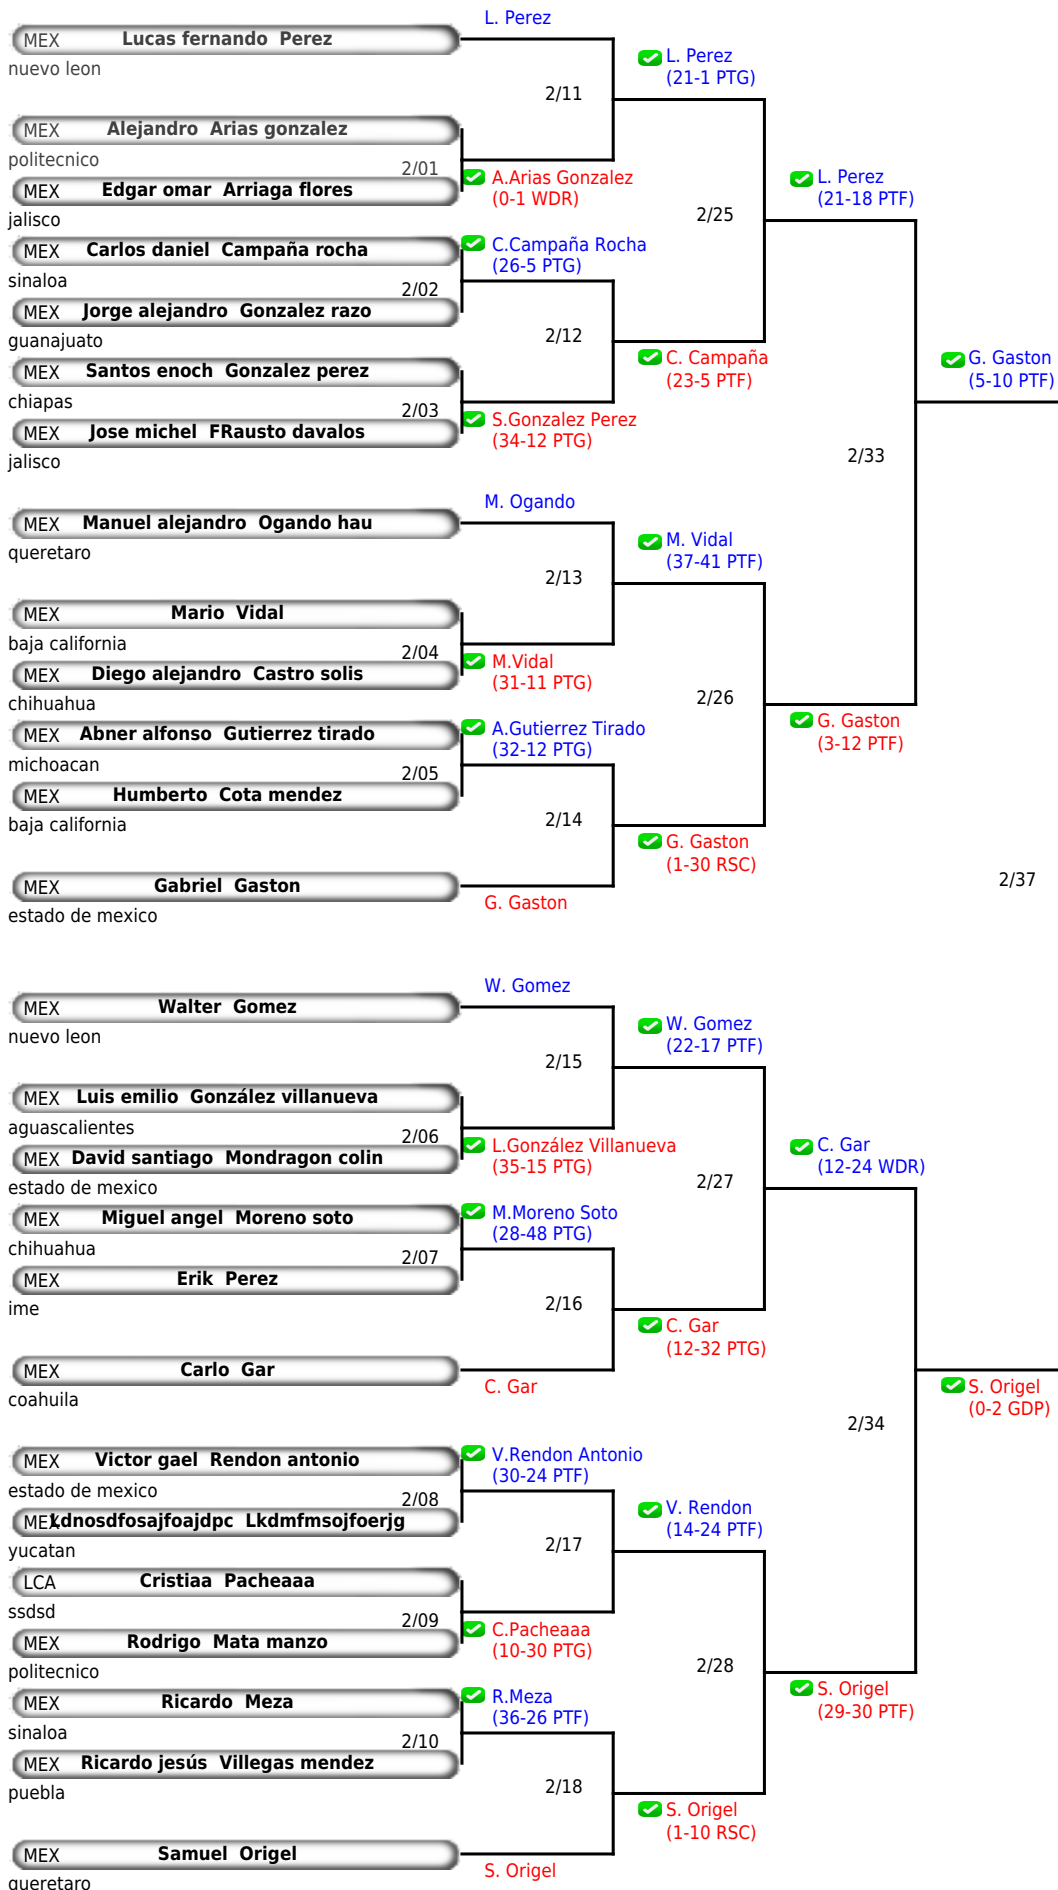 L. Perez
MEX Lucas fernando Perez
nuevo leon
L. Perez
(21-1 PTG)
2/11
MEX Alejandro Arias gonzalez
politecnico
2/01
MEX Edgar omar Arriaga flores
jalisco
A.Arias Gonzalez
(0-1 WDR)
L. Perez
(21-18 PTF)
2/25
MEX Carlos daniel Campaña rocha
sinaloa
C.Campaña Rocha
(26-5 PTG)
2/02
MEX Jorge alejandro Gonzalez razo
guanajuato
2/12
MEX Santos enoch Gonzalez perez
chiapas
C. Campaña
(23-5 PTF)
G. Gaston
(5-10 PTF)
2/03
MEX Jose michel FRausto davalos
jalisco
S.Gonzalez Perez
(34-12 PTG)
2/33
M. Ogando
MEX Manuel alejandro Ogando hau
queretaro
M. Vidal
(37-41 PTF)
2/13
MEX Mario Vidal
baja california
2/04
MEX Diego alejandro Castro solis
chihuahua
M.Vidal
(31-11 PTG)
2/26
MEX Abner alfonso Gutierrez tirado
michoacan
A.Gutierrez Tirado
(32-12 PTG)
G. Gaston
(3-12 PTF)
2/05
MEX Humberto Cota mendez
baja california
2/14
G. Gaston
(1-30 RSC)
MEX Gabriel Gaston
estado de mexico
G. Gaston
2/37
W. Gomez
MEX Walter Gomez
nuevo leon
W. Gomez
(22-17 PTF)
2/15
MEX Luis emilio González villanueva
aguascalientes
2/06
MEX David santiago Mondragon colin
estado de mexico
L.González Villanueva
(35-15 PTG)
C. Gar
(12-24 WDR)
2/27
MEX Miguel angel Moreno soto
chihuahua
M.Moreno Soto
(28-48 PTG)
2/07
MEX Erik Perez
ime
2/16
C. Gar
(12-32 PTG)
MEX Carlo Gar
coahuila
C. Gar
S. Origel
(0-2 GDP)
2/34
MEX Victor gael Rendon antonio
estado de mexico
V.Rendon Antonio
(30-24 PTF)
2/08
MEX Lkdmfmsojfoerjg
yucatan
V. Rendon
(14-24 PTF)
2/17
LCA Cristiaa Pacheaaa
ssdsd
2/09
MEX Rodrigo Mata manzo
politecnico
C.Pacheaaa
(10-30 PTG)
2/28
MEX Ricardo Meza
sinaloa
R.Meza
(36-26 PTF)
S. Origel
(29-30 PTF)
2/10
MEX Ricardo jesús Villegas mendez
puebla
2/18
S. Origel
(1-10 RSC)
MEX Samuel Origel
queretaro
S. Origel